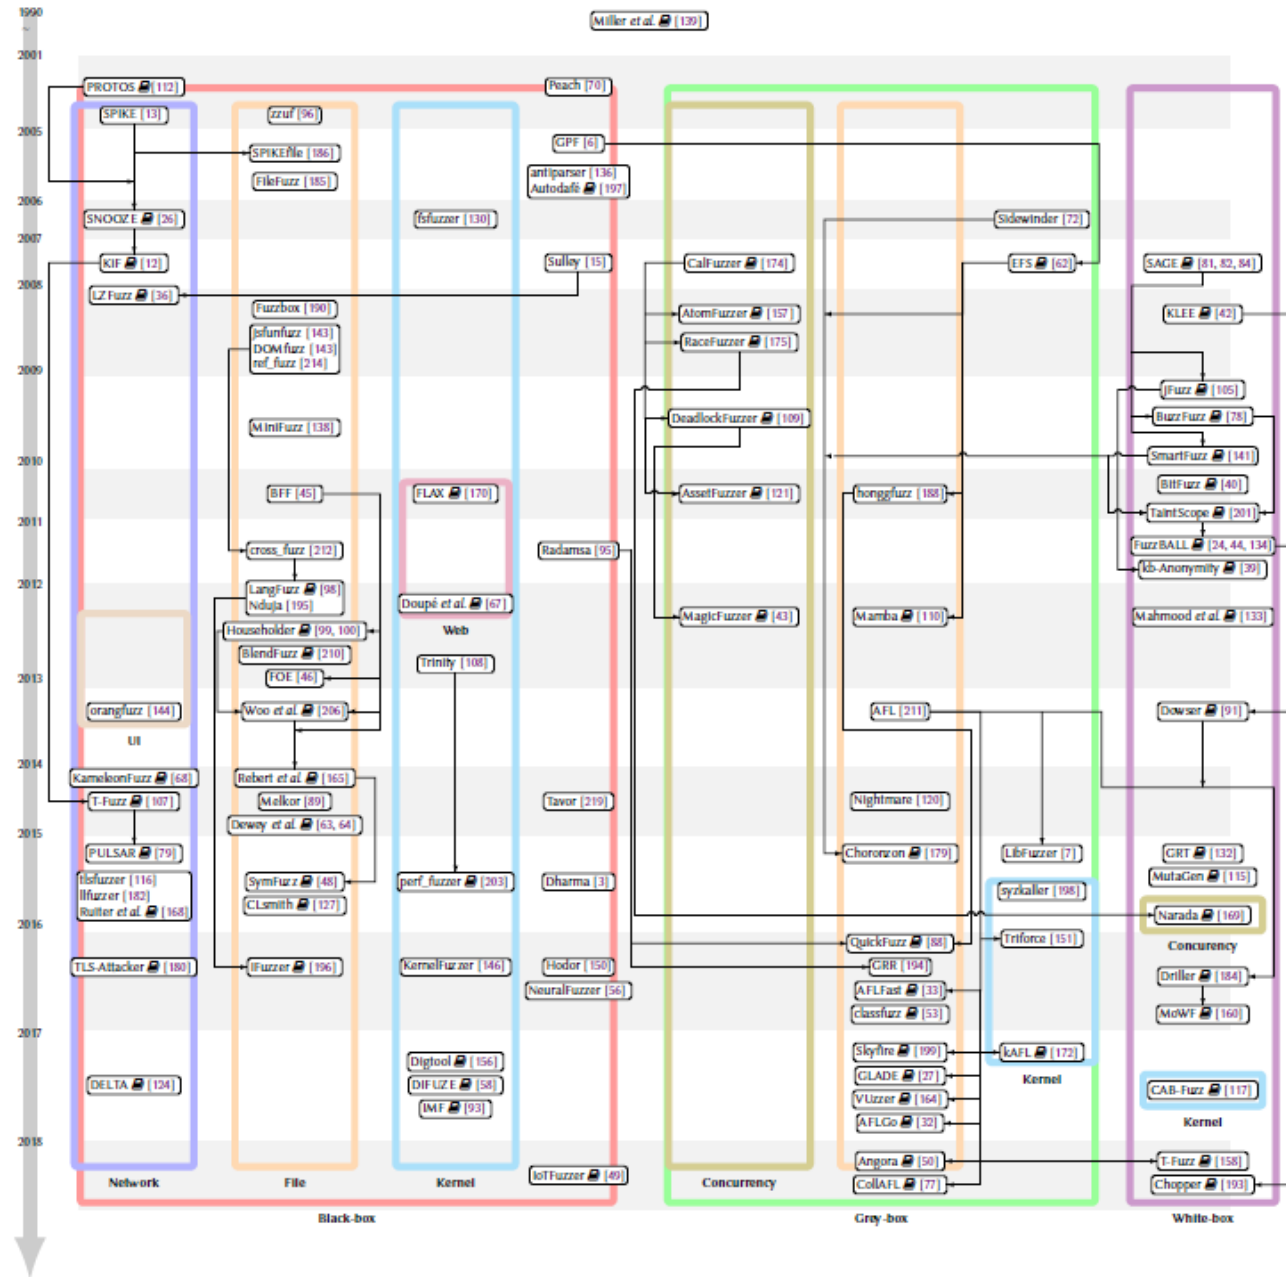 1990
~
Miller et al. [139]
2001
PROTOS [112]
Peach [70]
SPIKE [13]
zzuf [96]
2005
GPF [6]
SPIKEfile [186]
antiparser [136]
Autodafé [197]
FileFuzz [185]
2006
SNOOZE [26]
fsfuzzer [130]
Sidewinder [72]
2007
KIF [12]
Sulley [15]
CalFuzzer [174]
EFS [62]
SAGE [81, 82, 84]
2008
LZFuzz [36]
Fuzzbox [190]
AtomFuzzer [157]
KLEE [42]
jsfunfuzz [143]
DOMfuzz [143]
ref_fuzz [214]
RaceFuzzer [175]
2009
jFuzz [105]
DeadlockFuzzer [109]
BuzzFuzz [78]
MiniFuzz [138]
2010
SmartFuzz [141]
BitFuzz [40]
BFF [45]
FLAX [170]
AssetFuzzer [121]
honggfuzz [188]
TaintScope [201]
2011
cross_fuzz [212]
Radamsa [95]
FuzzBALL [24, 44, 134]
kb-Anonymity [39]
2012
LangFuzz [98]
Nduja [195]
Doupé et al. [67]
MagicFuzzer [43]
Mamba [110]
Mahmood et al. [133]
Householder [99, 100]
Web
BlendFuzz [210]
Trinity [108]
FOE [46]
2013
orangfuzz [144]
Woo et al. [206]
AFL [211]
Dowser [91]
UI
2014
KameleonFuzz [68]
Rebert et al. [165]
T-Fuzz [107]
Melkor [89]
Tavor [219]
Nightmare [120]
Dewey et al. [63, 64]
2015
PULSAR [79]
Choronzon [179]
LibFuzzer [7]
GRT [132]
tlsfuzzer [116]
llfuzzer [182]
Ruiter et al. [168]
SymFuzz [48]
perf_fuzzer [203]
Dharma [3]
MutaGen [115]
syzkaller [198]
CLsmith [127]
Narada [169]
2016
QuickFuzz [88]
Triforce [151]
Concurency
TLS-Attacker [180]
IFuzzer [196]
KernelFuzzer [146]
Hodor [150]
GRR [194]
Driller [184]
NeuralFuzzer [56]
AFLFast [33]
classfuzz [53]
MoWF [160]
2017
Digtool [156]
Skyfire [199]
kAFL [172]
DELTA [124]
DIFUZE [58]
GLADE [27]
Kernel
CAB-Fuzz [117]
IMF [93]
VUzzer [164]
AFLGo [32]
Kernel
2018
IoTFuzzer [49]
Angora [50]
T-Fuzz [158]
Network
File
Kernel
Concurrency
CollAFL [77]
Chopper [193]
Black-box
Grey-box
White-box